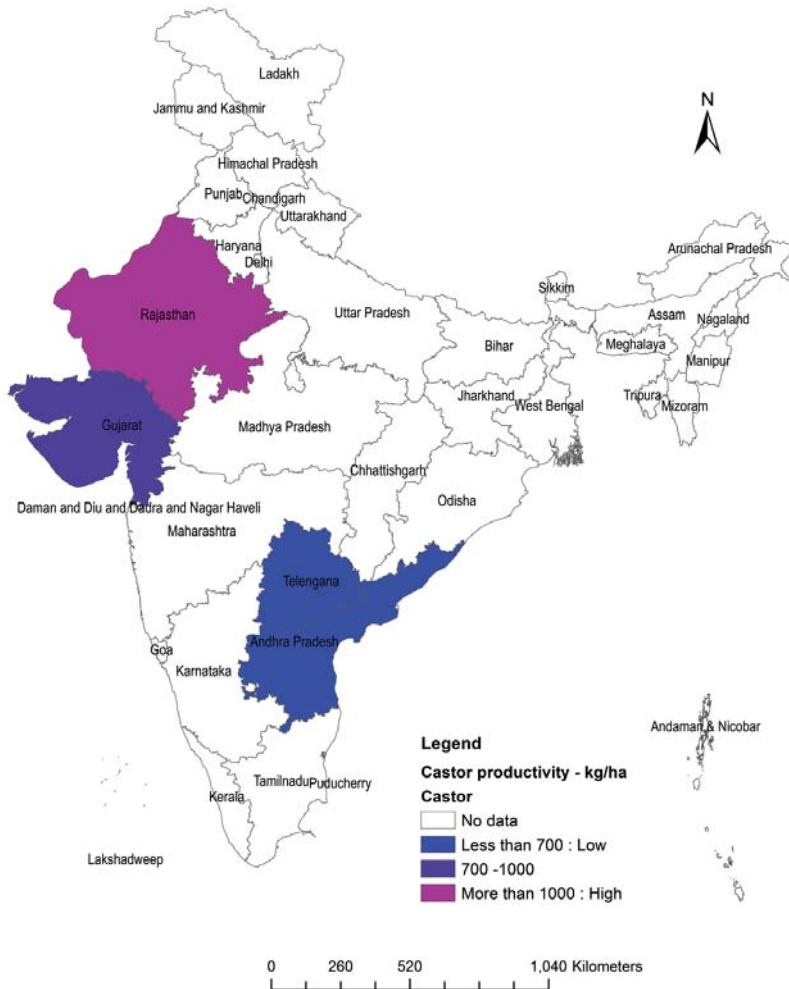 Ladakh
N
Jammu and Kashmir
Himachal Pradesh
Punjab
Chandigarh
Uttarakhand
Haryana
Delhi
Arunachal Pradesh
Sikkim
Rajasthan
Uttar Pradesh
Assam
Nagaland
Bihar
Meghalaya
Manipur
Jharkhand
Tripura
Mizoram
West Bengal
Gujarat
Madhya Pradesh
Chhattishgarh
Odisha
Daman and Diu and Dadra and Nagar Haveli
Maharashtra
Telengana
Andhra Pradesh
Goa
Karnataka
Andaman & Nicobar
Tamilnadu
Puducherry
Kerala
Lakshadweep
Legend
Castor productivity - kg/ha
Castor
No data
Less than 700 : Low
700 -1000
More than 1000 : High
0 260 520 1,040 Kilometers